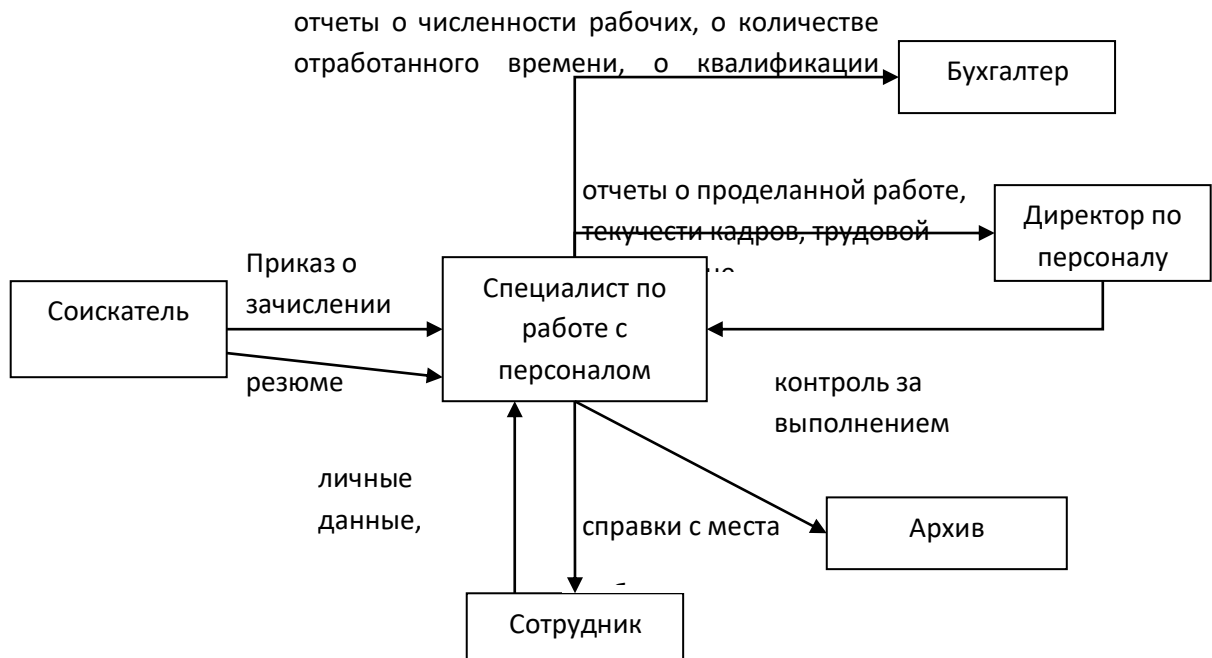 отчеты о численности рабочих, о количестве
отработанного времени, о квалификации
Бухгалтер
отчеты о проделанной работе,
текучести кадров, трудовой
Директор по
персоналу
Приказ о
зачислении
Соискатель
Специалист по
работе с
персоналом
резюме
контроль за
выполнением
личные
данные,
справки с места
Архив
Сотрудник